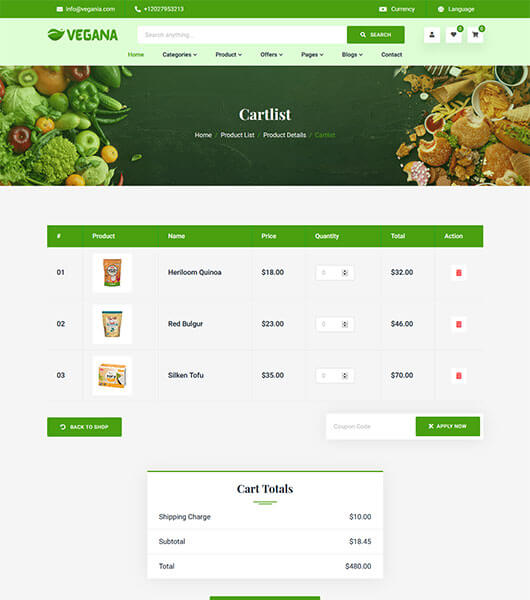 info@vegania.com +12027953213 Currency Language
VEGANA Search anything... SEARCH 0 0
Home Categories Product Offers Pages Blogs Contact
Cartlist
Home / Product List / Product Details / Cartlist
# Product Name Price Quantity Total Action
01 Heriloom Quinoa $18.00 0 $32.00
02 Red Bulgur $23.00 0 $46.00
03 Silken Tofu $35.00 0 $70.00
BACK TO SHOP Coupon Code APPLY NOW
Cart Totals
Shipping Charge $10.00
Subtotal $18.45
Total $480.00